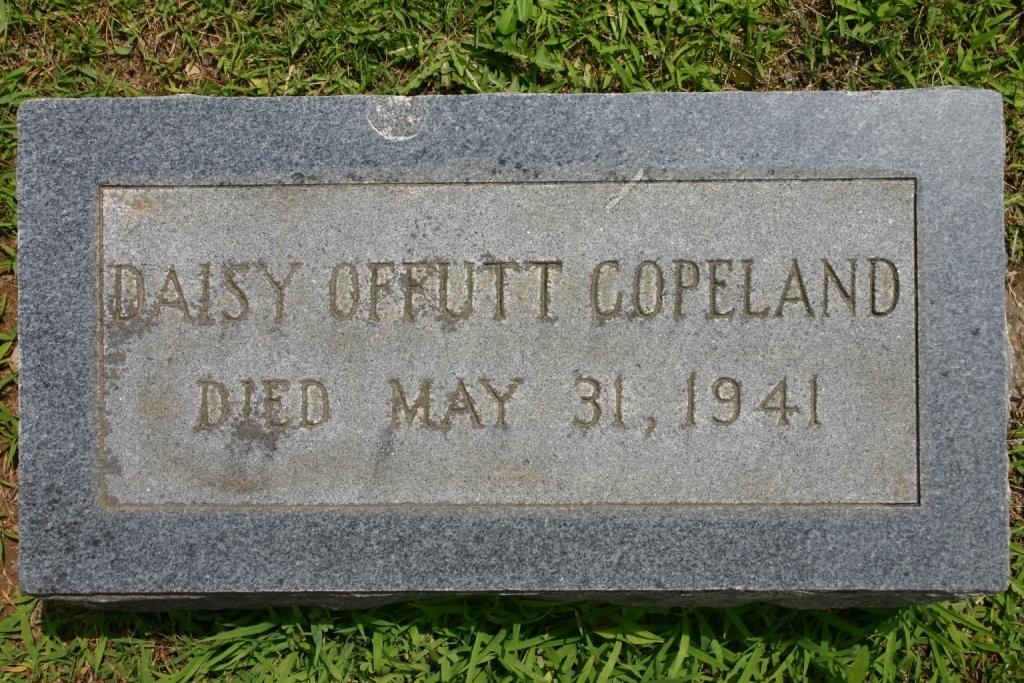 DAISY OFFUTT COPELAND
DIED MAY 31, 1941